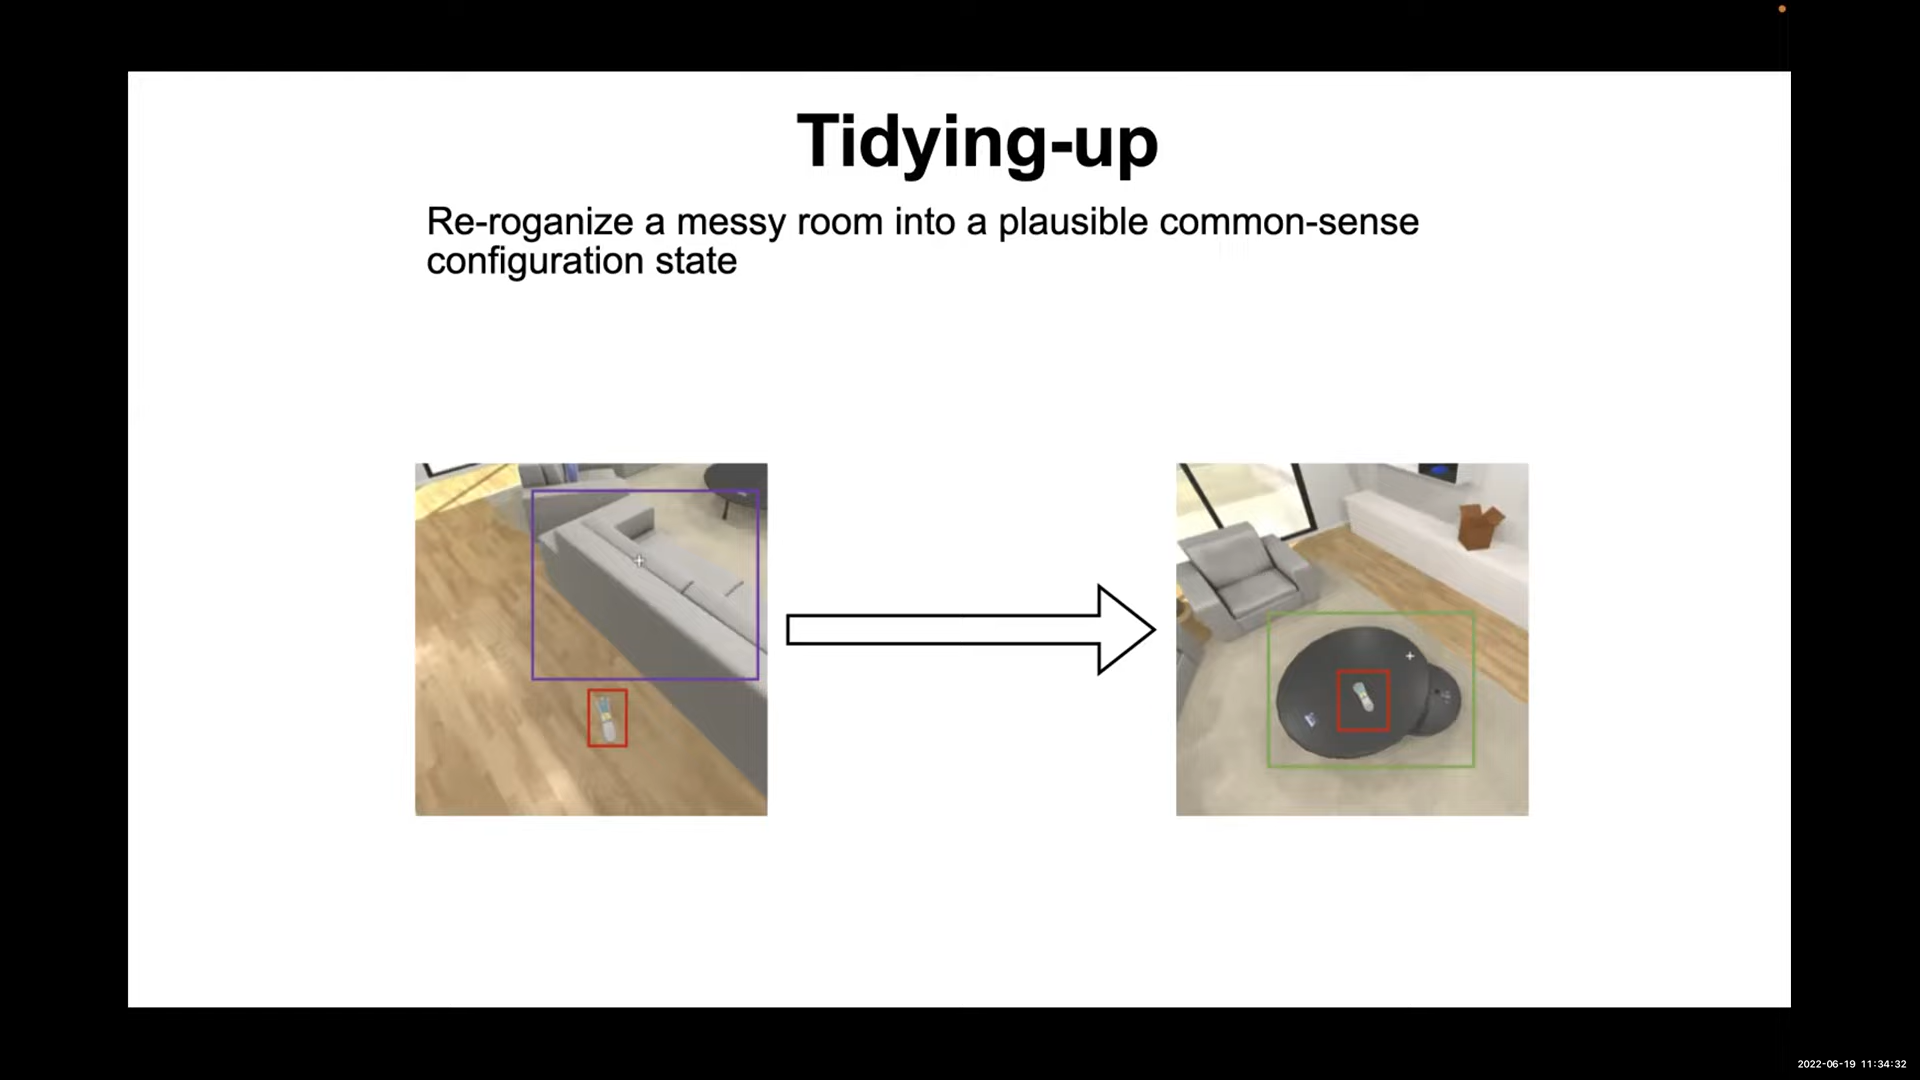 Tidying-up
Re-roganize a messy room into a plausible common-sense
configuration state
2022-06-19 11:34:32